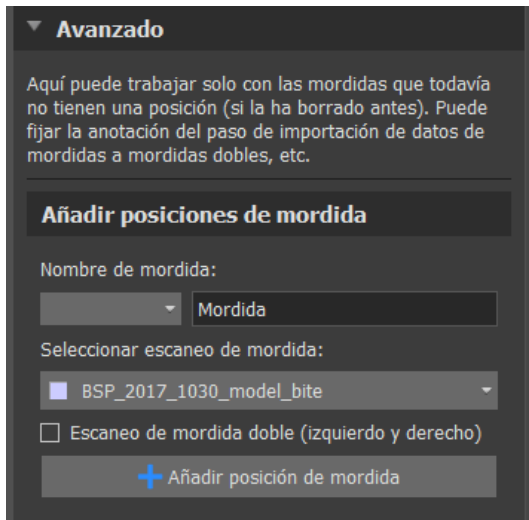 Avanzado
Aquí puede trabajar solo con las mordidas que todavía
no tienen una posición (si la ha borrado antes). Puede
fijar la anotación del paso de importación de datos de
mordidas a mordidas dobles, etc.
Añadir posiciones de mordida
Nombre de mordida:
Mordida
Seleccionar escaneo de mordida:
BSP_2017_1030_model_bite
Escaneo de mordida doble (izquierdo y derecho)
Añadir posición de mordida